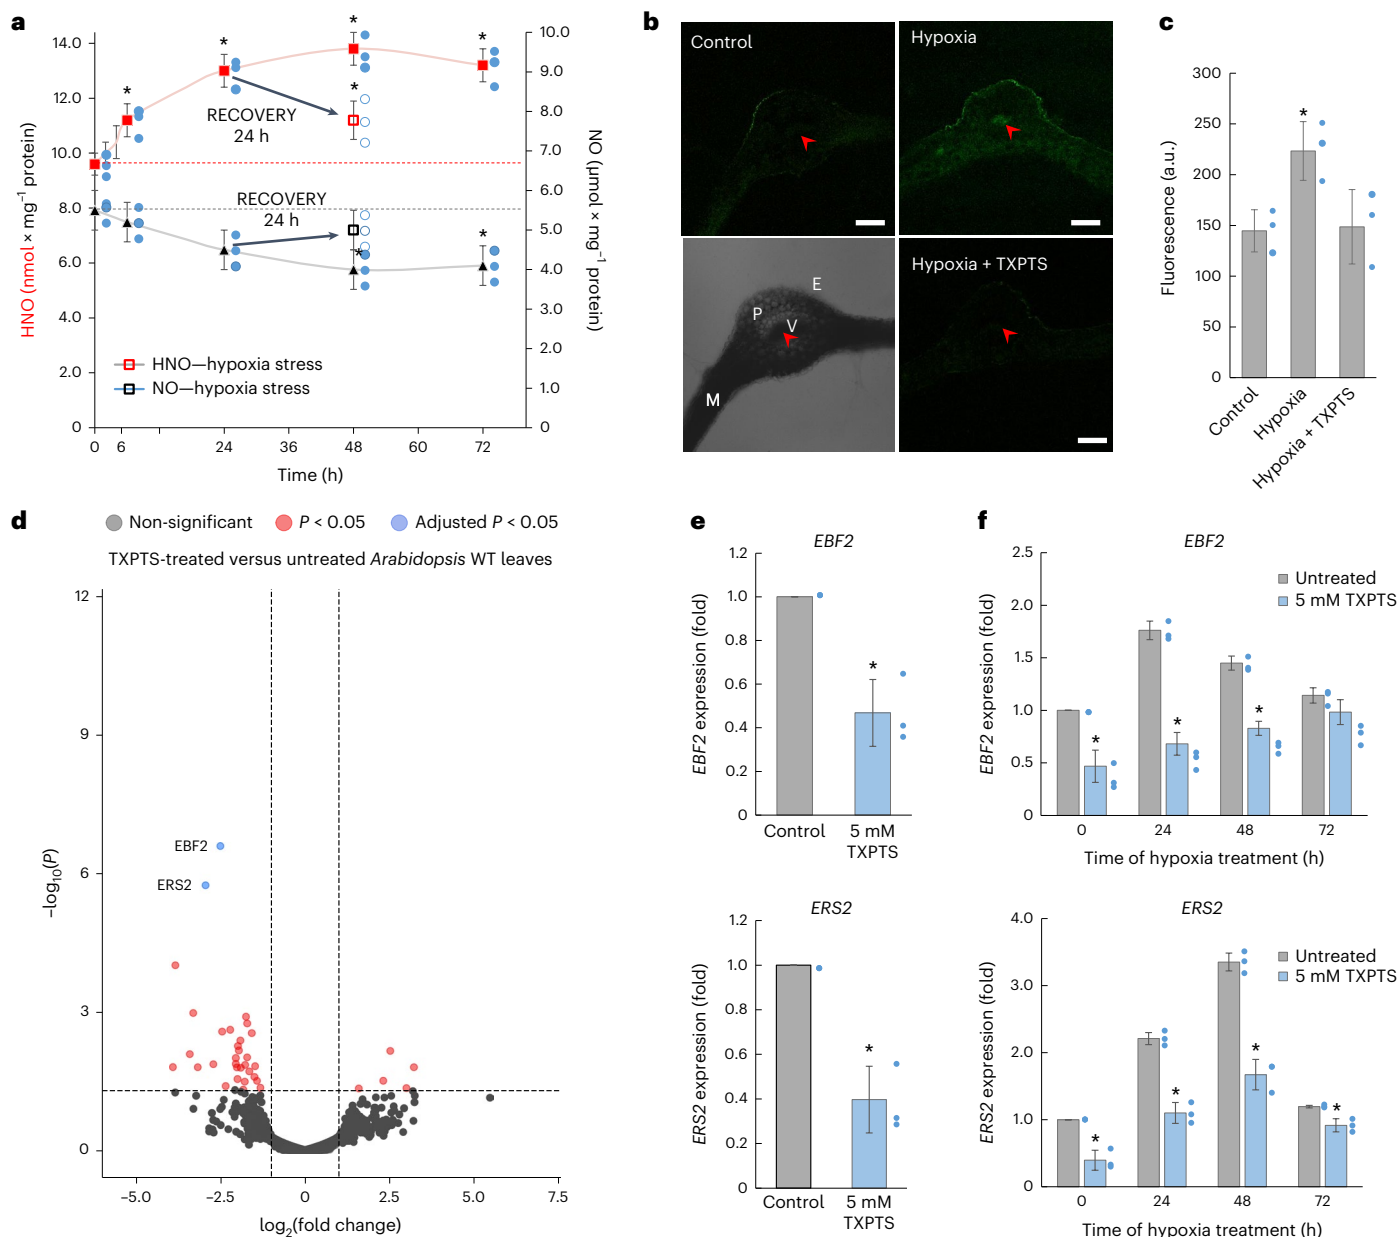 a
14.0
12.0
10.0
8.0
6.0
4.0
2.0
0
HNO (nmol × mg⁻¹ protein)
10.0
9.0
8.0
7.0
6.0
5.0
4.0
3.0
2.0
1.0
0
NO (µmol × mg⁻¹ protein)
* * * * * * *
RECOVERY
24 h
RECOVERY
24 h
HNO—hypoxia stress
NO—hypoxia stress
0 6 24 36 48 60 72
Time (h)
b
Control
Hypoxia
E
P
V
M
Hypoxia + TXPTS
c
300
250
200
150
100
50
0
Fluorescence (a.u.)
*
Control
Hypoxia
Hypoxia + TXPTS
d
Non-significant P < 0.05 Adjusted P < 0.05
TXPTS-treated versus untreated Arabidopsis WT leaves
12
9
6
3
0
–log₁₀(P)
EBF2
ERS2
–5.0 –2.5 0 2.5 5.0 7.5
log₂(fold change)
e
EBF2
1.2
1.0
0.8
0.6
0.4
0.2
0
EBF2 expression (fold)
*
Control 5 mM
TXPTS
ERS2
1.2
1.0
0.8
0.6
0.4
0.2
0
ERS2 expression (fold)
*
Control 5 mM
TXPTS
f
EBF2
2.5
2.0
1.5
1.0
0.5
0
EBF2 expression (fold)
Untreated
5 mM TXPTS
* * *
0 24 48 72
Time of hypoxia treatment (h)
ERS2
4.0
3.0
2.0
1.0
0
ERS2 expression (fold)
Untreated
5 mM TXPTS
* * * *
0 24 48 72
Time of hypoxia treatment (h)